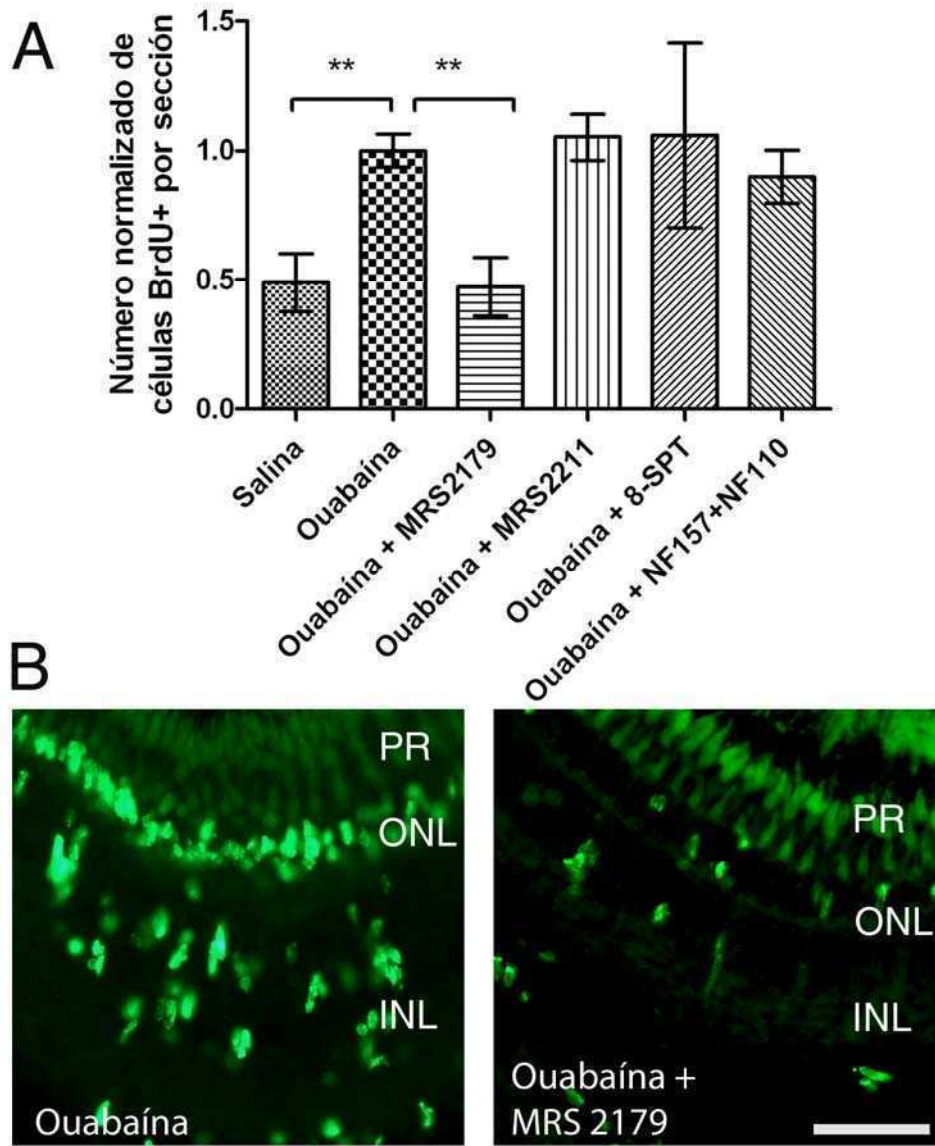 A
Número normalizado de
células BrdU+ por sección
1.5
1.0
0.5
0.0
**
**
Salina
Ouabaína
Ouabaína + MRS2179
Ouabaína + MRS2211
Ouabaína + 8-SPT
Ouabaína + NF157+NF110
B
PR
ONL
INL
Ouabaína
PR
ONL
INL
Ouabaína +
MRS 2179